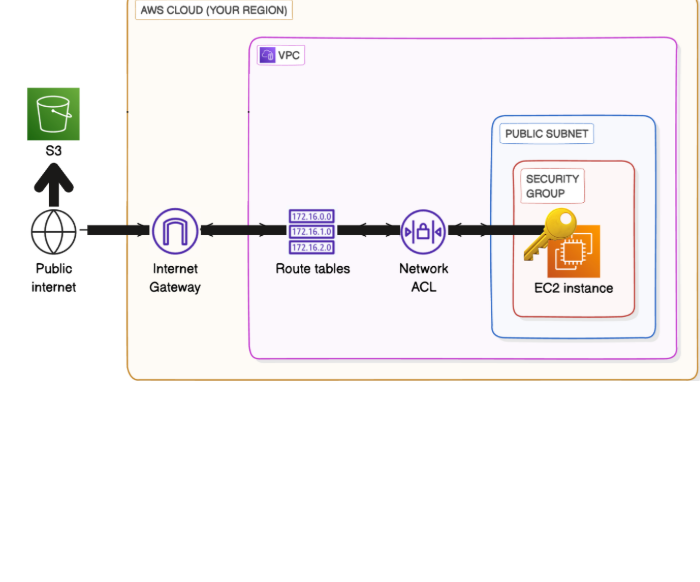 AWS CLOUD (YOUR REGION)
VPC
PUBLIC SUBNET
SECURITY
GROUP
S3
172.16.0.0
172.16.1.0
172.16.2.0
Public
internet
Internet
Gateway
Route tables
Network
ACL
EC2 instance